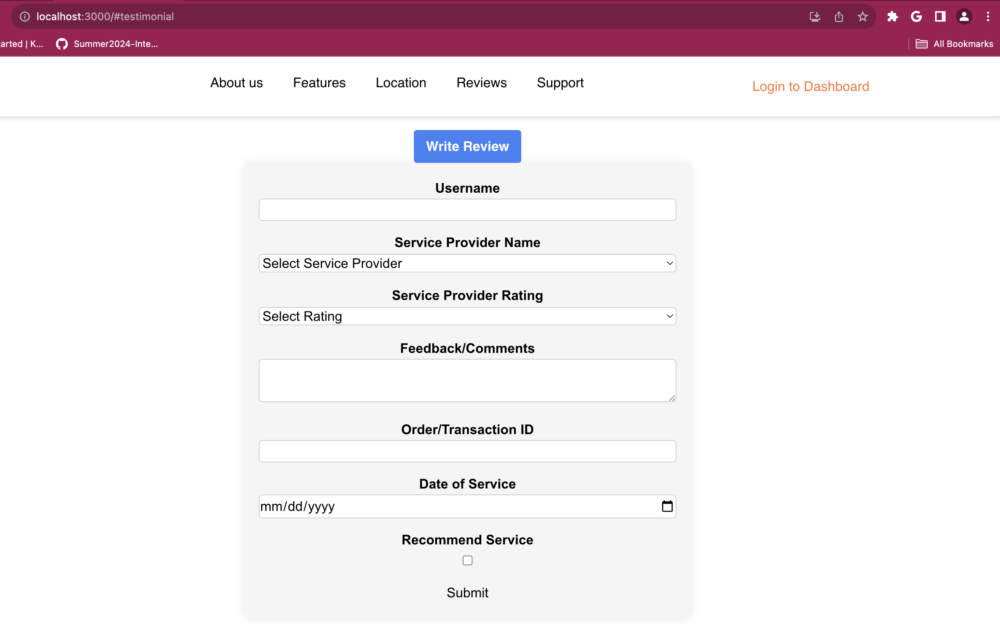 localhost:3000/#testimonial
arted | K...
Summer2024-Inte...
All Bookmarks
About us
Features
Location
Reviews
Support
Login to Dashboard
Write Review
Username
Service Provider Name
Select Service Provider
Service Provider Rating
Select Rating
Feedback/Comments
Order/Transaction ID
Date of Service
mm/dd/yyyy
Recommend Service
Submit